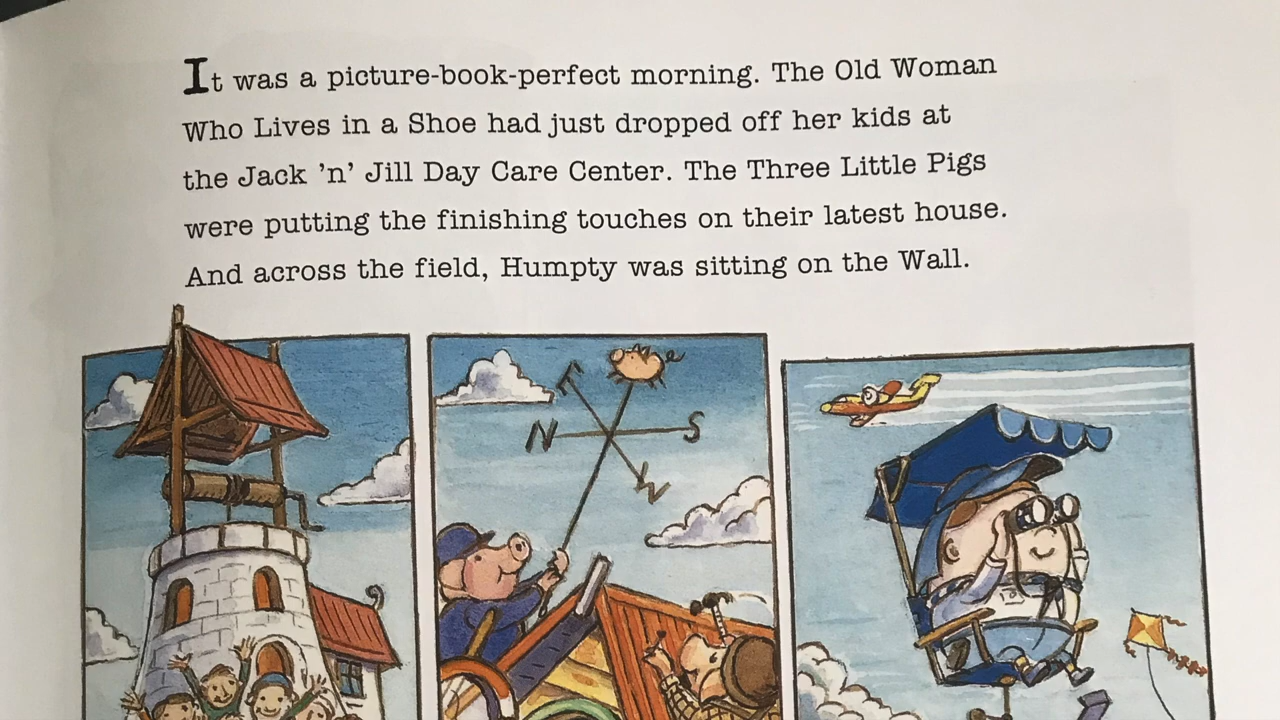 It was a picture-book-perfect morning. The Old Woman
Who Lives in a Shoe had just dropped off her kids at
the Jack ’n’ Jill Day Care Center. The Three Little Pigs
were putting the finishing touches on their latest house.
And across the field, Humpty was sitting on the Wall.
E
N S
W